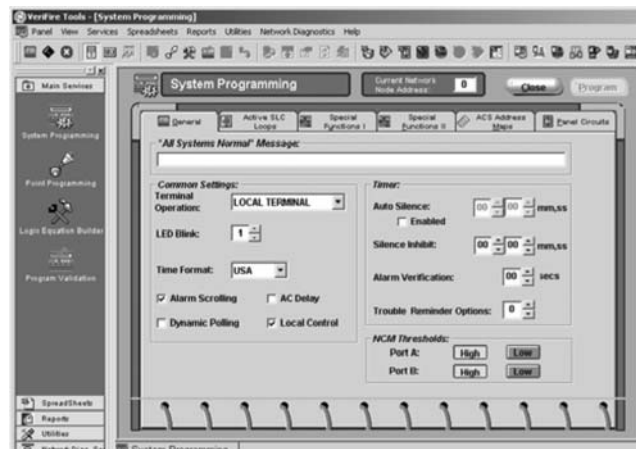 VeriFire Tools - [System Programming]
Panel View Services Spreadsheets Reports Utilities Network Diagnostics Help
Main Services
System Programming
Point Programming
Logic Equation Builder
Program Validation
SpreadSheets
Reports
Utilities
System Programming
Current Network
Node Address: 0
Close
Program
General
Active SLC
Loops
Special
Functions I
Special
Functions II
ACS Address
Maps
Panel Circuits
"All Systems Normal" Message:
Common Settings:
Terminal
Operation: LOCAL TERMINAL
LED Blink: 1
Time Format: USA
Alarm Scrolling AC Delay
Dynamic Polling Local Control
Timer:
Auto Silence: 00 00 mm,ss
Enabled
Silence Inhibit: 00 00 mm,ss
Alarm Verification: 00 secs
Trouble Reminder Options: 0
NCM Thresholds:
Port A: High Low
Port B: High Low
System Programming